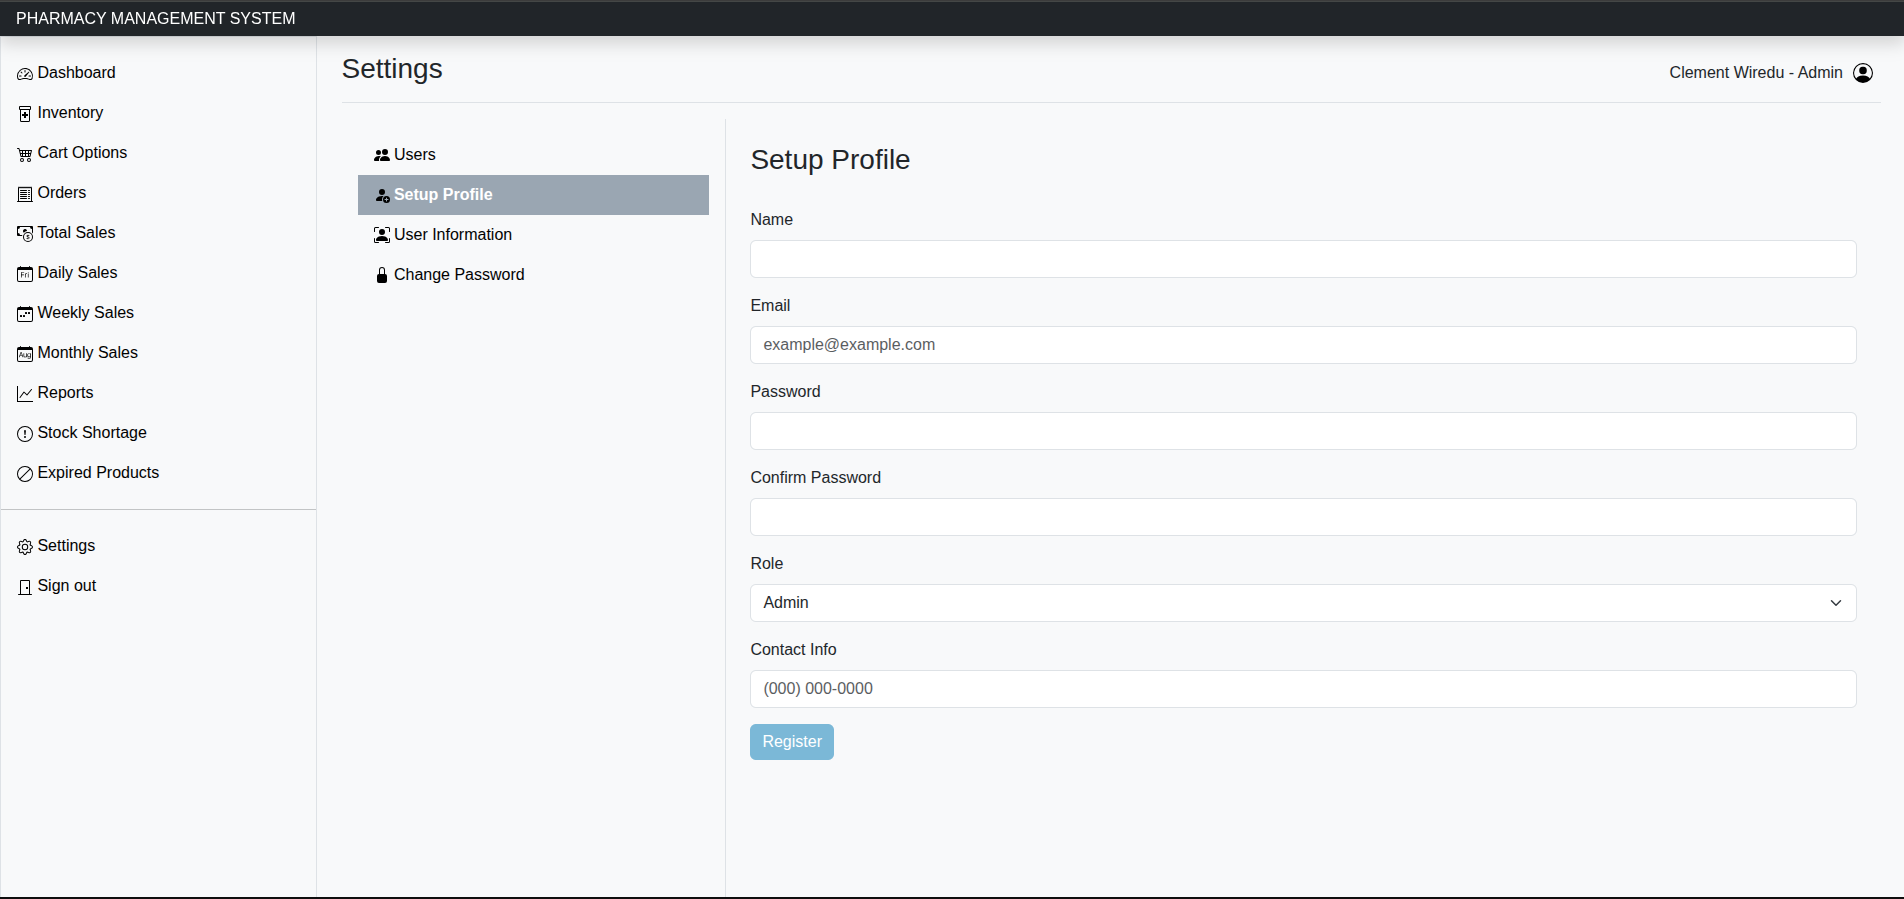 PHARMACY MANAGEMENT SYSTEM
Dashboard
Inventory
Cart Options
Orders
Total Sales
Fri
Daily Sales
Weekly Sales
Aug
Monthly Sales
Reports
Stock Shortage
Expired Products
Settings
Sign out
Settings
Clement Wiredu - Admin
Users
Setup Profile
User Information
Change Password
Setup Profile
Name
Email
example@example.com
Password
Confirm Password
Role
Admin
Contact Info
(000) 000-0000
Register